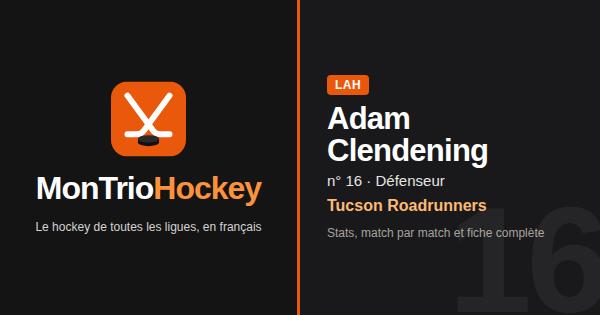 MonTrioHockey
Le hockey de toutes les ligues, en français
LAH
Adam
Clendening
n° 16 · Défenseur
Tucson Roadrunners
Stats, match par match et fiche complète
16